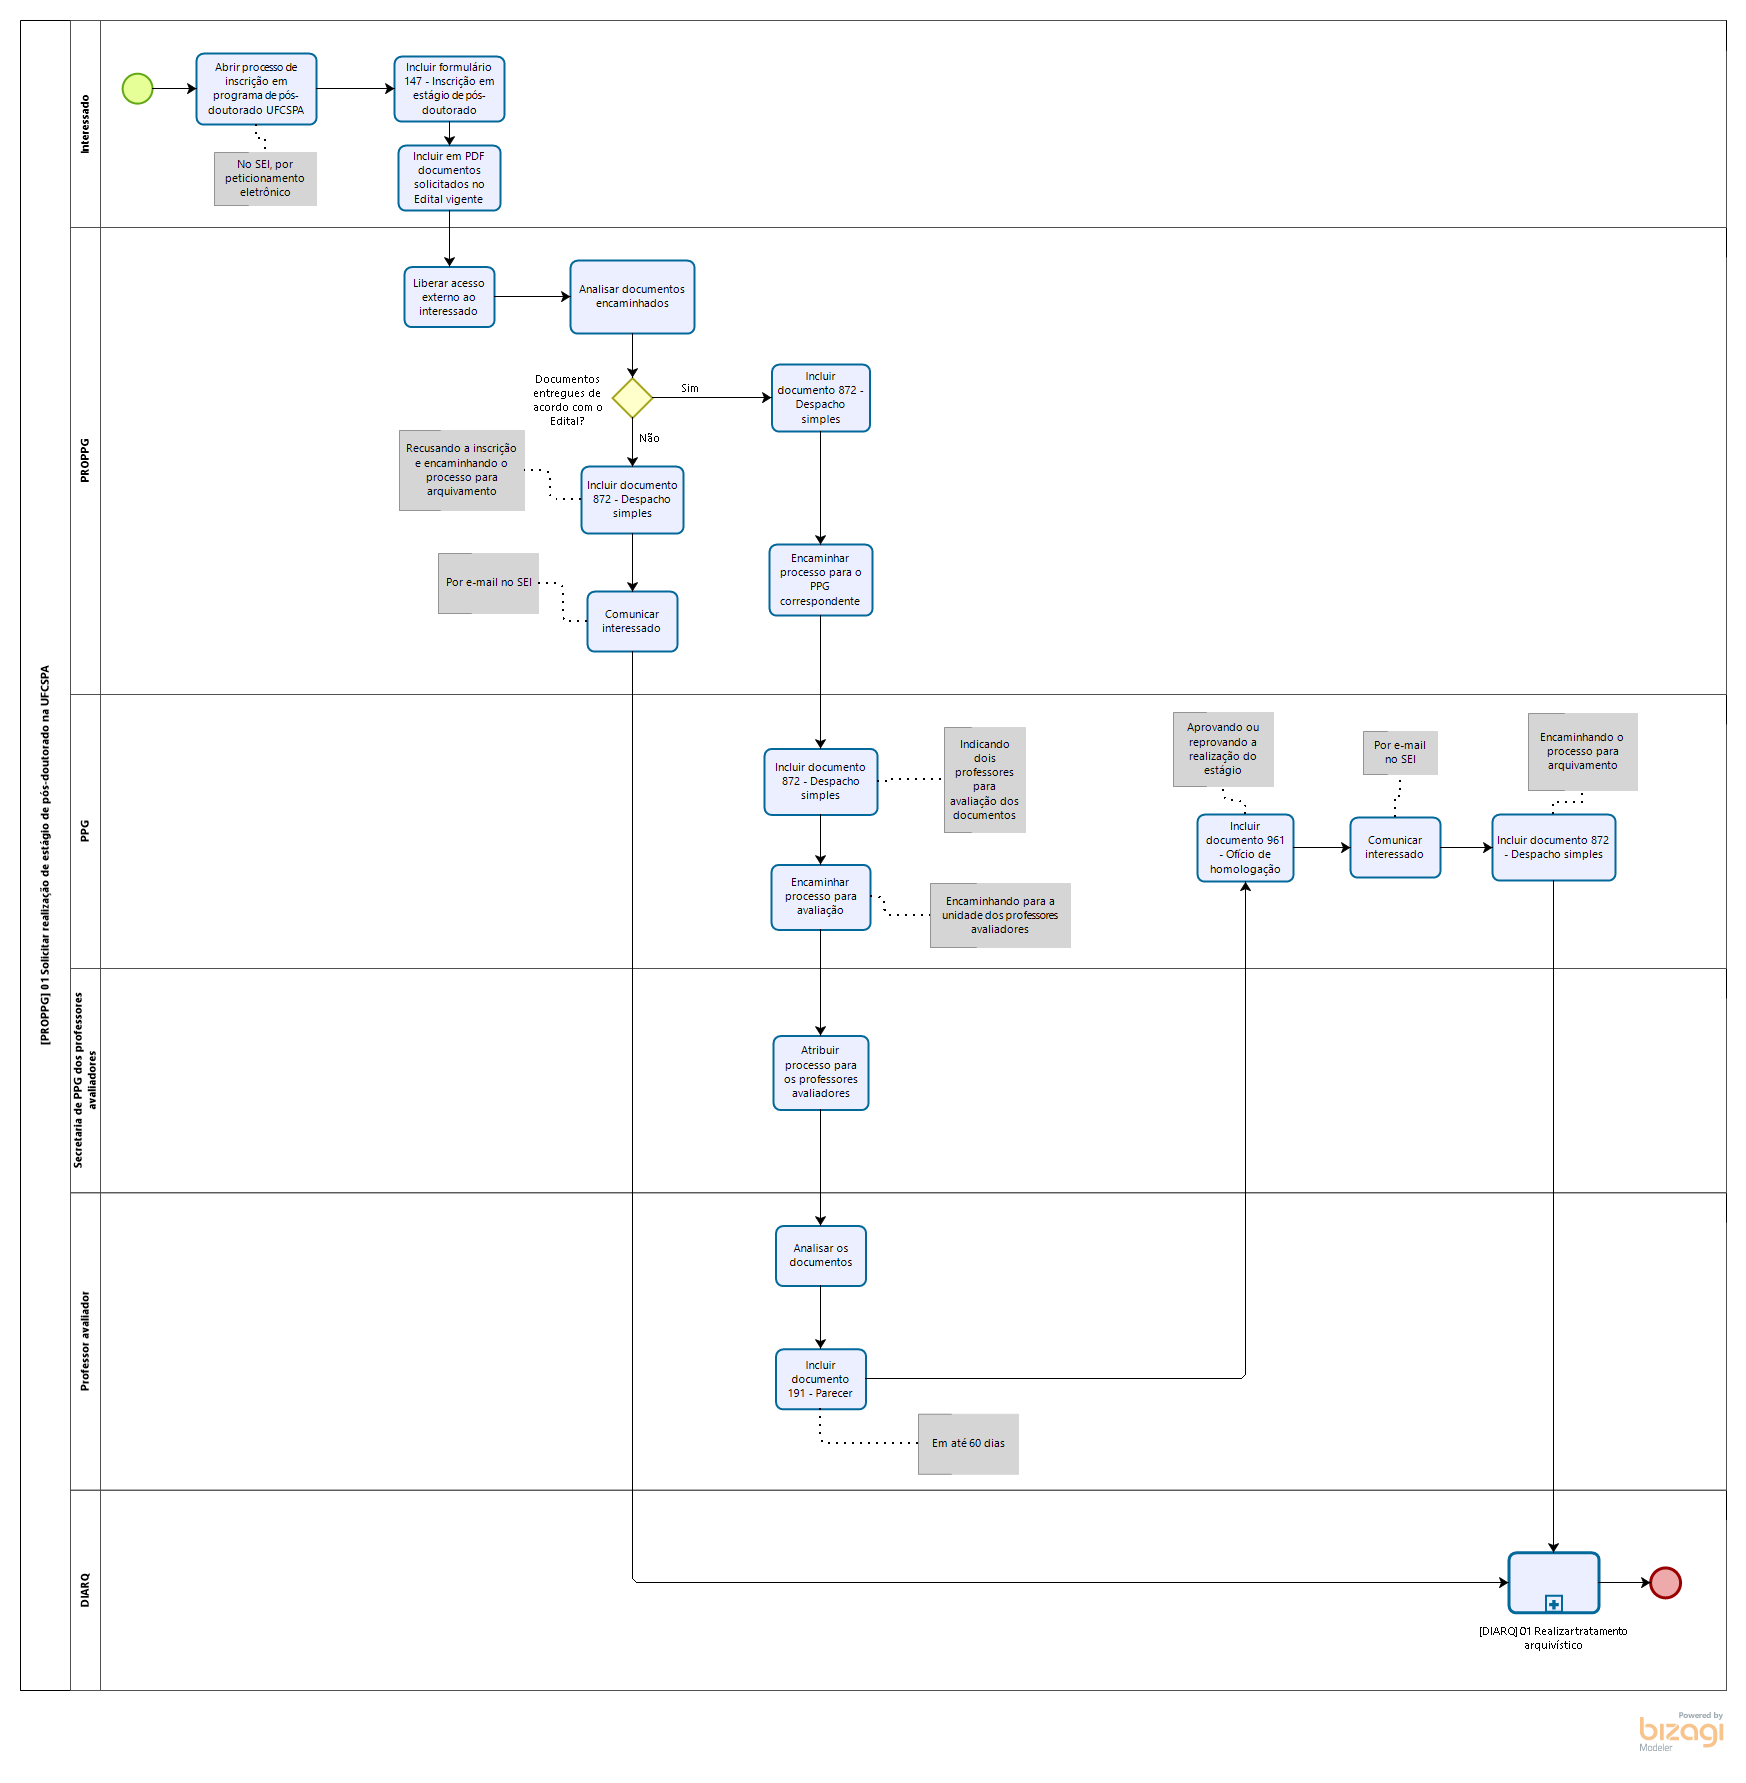 [PROPPG] 01 Solicitar realização de estágio de pós-doutorado na UFCSPA
Interessado
Abrir processo de
inscrição em
programa de pós-
doutorado UFCSPA
No SEI, por
peticionamento
eletrônico
Incluir formulário
147 - Inscrição em
estágio de pós-
doutorado
Incluir em PDF
documentos
solicitados no
Edital vigente
PROPPG
Liberar acesso
externo ao
interessado
Analisar documentos
encaminhados
Documentos
entregues de
acordo com o
Edital?
Sim
Não
Incluir
documento 872 -
Despacho
simples
Recusando a inscrição
e encaminhando o
processo para
arquivamento
Incluir documento
872 - Despacho
simples
Por e-mail no SEI
Comunicar
interessado
Encaminhar
processo para o
PPG
correspondente
PPG
Incluir documento
872 - Despacho
simples
Indicando
dois
professores
para
avaliação dos
documentos
Encaminhar
processo para
avaliação
Encaminhando para a
unidade dos professores
avaliadores
Aprovando ou
reprovando a
realização do
estágio
Incluir
documento 961
- Ofício de
homologação
Por e-mail
no SEI
Comunicar
interessado
Encaminhando o
processo para
arquivamento
Incluir documento 872
- Despacho simples
Secretaria de PPG dos professores
avaliadores
Atribuir
processo para
os professores
avaliadores
Professor avaliador
Analisar os
documentos
Incluir
documento
191 - Parecer
Em até 60 dias
DIARQ
[DIARQ] 01 Realizar tratamento
arquivístico
Powered by
bizagi
Modeler